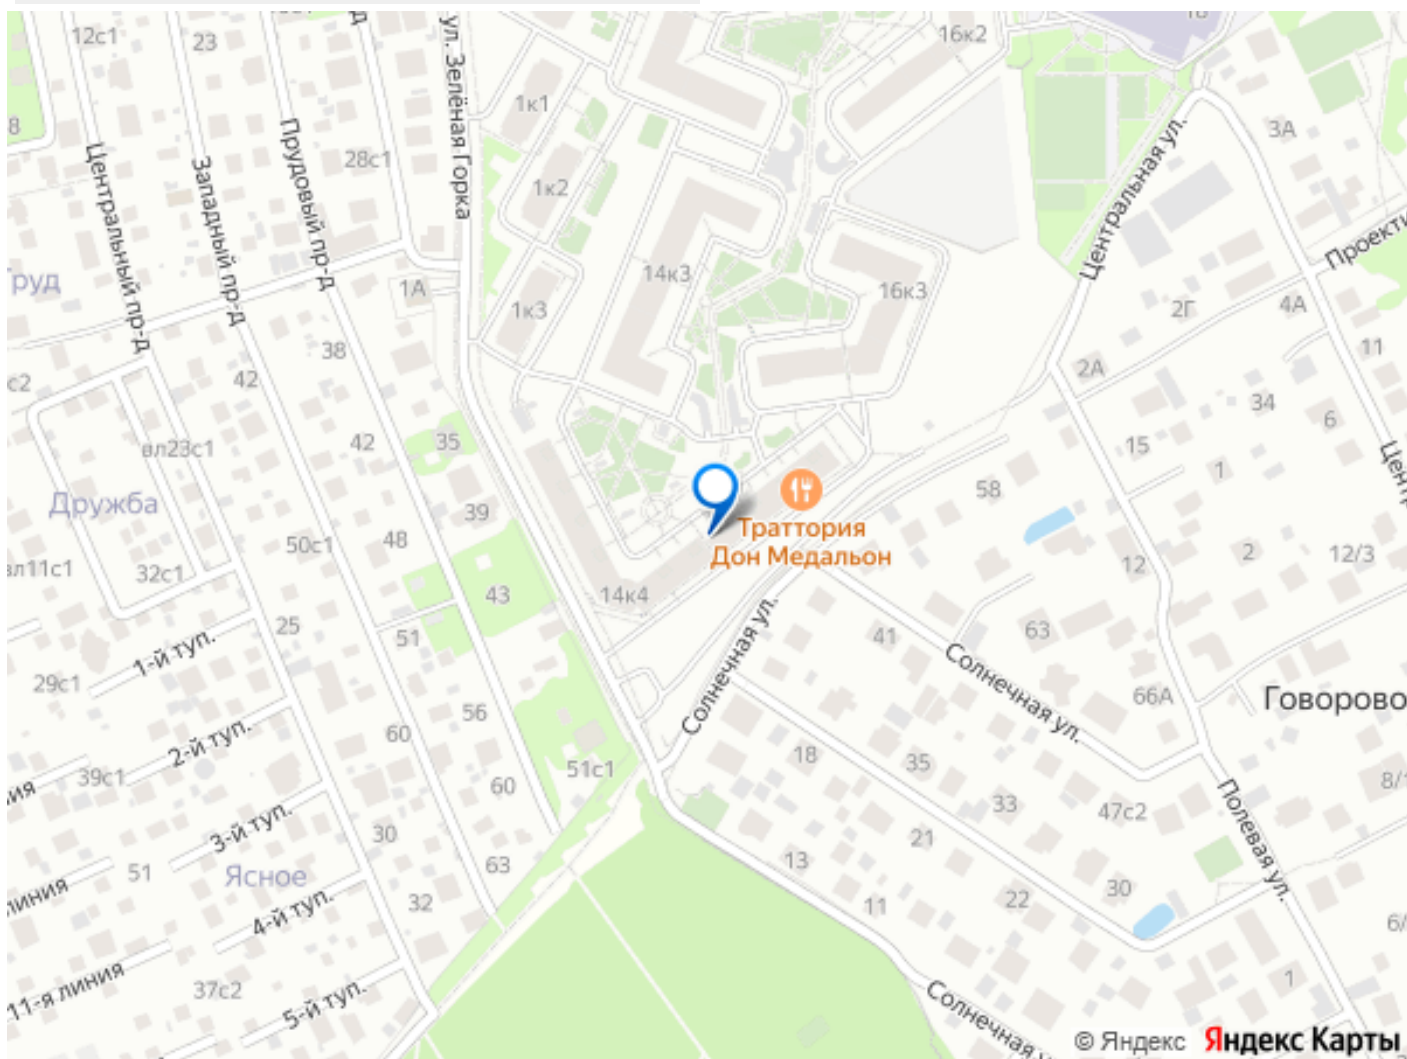 12с1
23
16к2
16
8
1к1
ул. Зелёная Горка
3А
28с1
1к2
Центральная ул.
Центральный пр-д
Западный пр-д
Прудовый пр-д
14к3
16к3
1А
1к3
2Г
4А
38
42
11
2А
34
6
вл23с1
42
35
15
1
Дружба
39
58
Траттория
Дон Медальон
50с1
48
12
2
12/3
32с1
43
14к4
25
51
41
63
1-й туп.
29с1
Солнечная ул.
Солнечная ул.
66А
Говорово
56
60
2-й туп.
18
35
39с1
51с1
60
33
47с2
8/1
Полевая ул.
3-й туп.
30
21
51
Ясное
63
13
30
22
32
11
4-й туп.
11-я линия
37с2
5-й туп.
1
Солнечная
© Яндекс Яндекс Карты